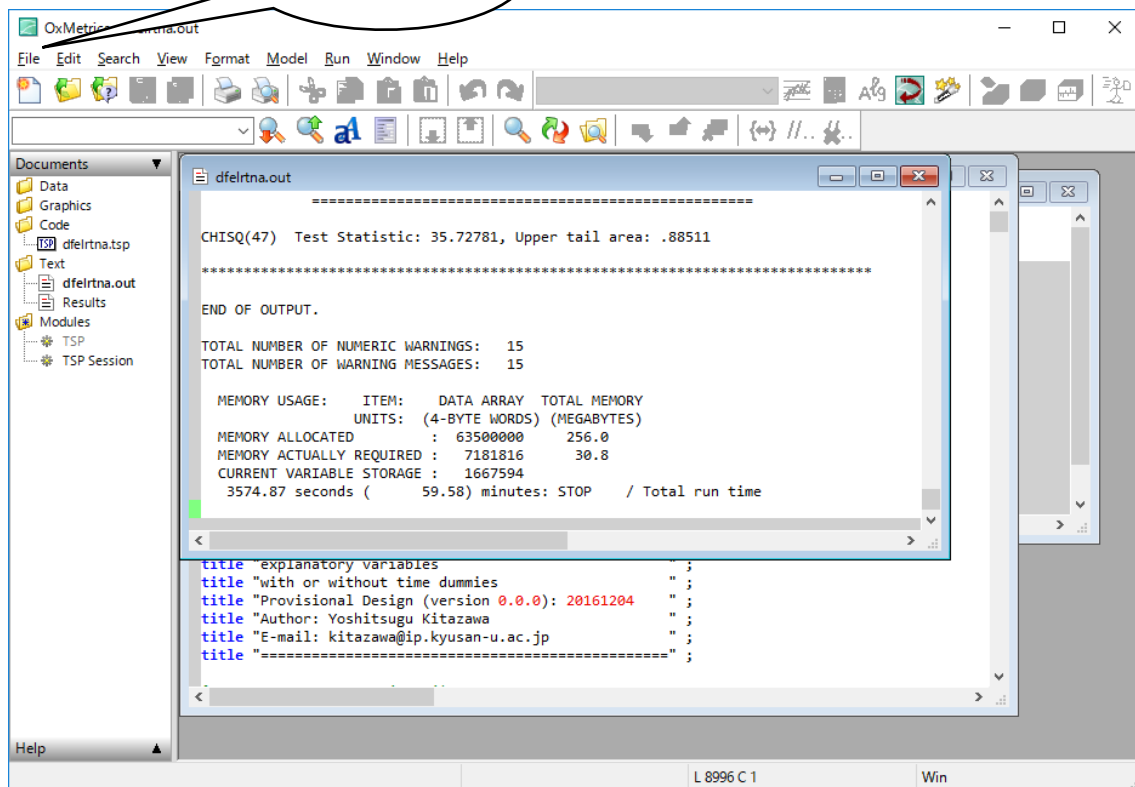 OxMetrics
na.out
File Edit Search View Format Model Run Window Help
Documents
Data
Graphics
Code
TSP dfelrtna.tsp
Text
dfelrtna.out
Results
Modules
TSP
TSP Session
Help
dfelrtna.out
====================================================
CHISQ(47)  Test Statistic: 35.72781, Upper tail area: .88511
*******************************************************************************
END OF OUTPUT.
TOTAL NUMBER OF NUMERIC WARNINGS:   15
TOTAL NUMBER OF WARNING MESSAGES:   15
MEMORY USAGE:    ITEM:    DATA ARRAY  TOTAL MEMORY
UNITS:  (4-BYTE WORDS) (MEGABYTES)
MEMORY ALLOCATED         :  63500000      256.0
MEMORY ACTUALLY REQUIRED :   7181816       30.8
CURRENT VARIABLE STORAGE :   1667594
3574.87 seconds (      59.58) minutes: STOP    / Total run time
title "explanatory variables                           " ;
title "with or without time dummies                    " ;
title "Provisional Design (version 0.0.0): 20161204    " ;
title "Author: Yoshitsugu Kitazawa                     " ;
title "E-mail: kitazawa@ip.kyusan-u.ac.jp              " ;
title "================================================" ;
L 8996 C 1
Win